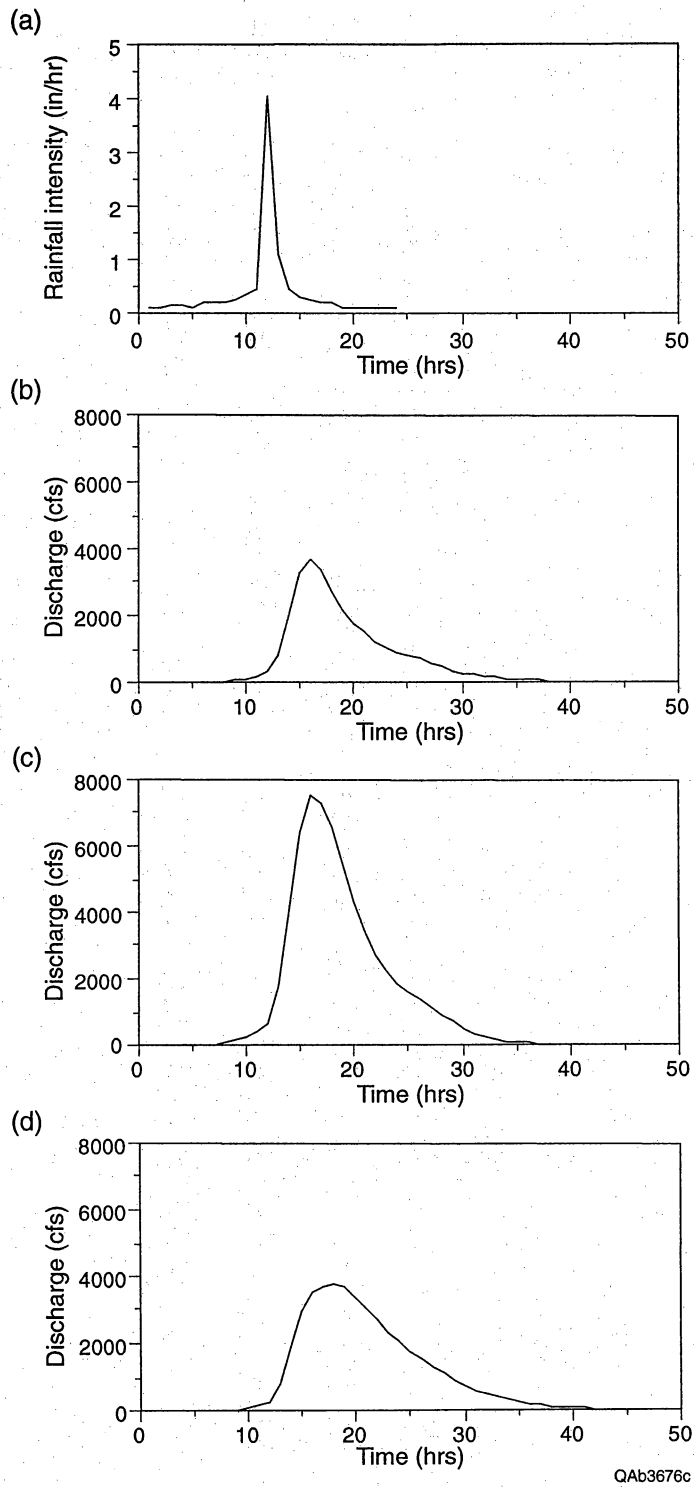 (a)
Rainfall intensity (in/hr)
5
4
3
2
1
0
0 10 20 30 40 50
Time (hrs)
(b)
Discharge (cfs)
8000
6000
4000
2000
0
0 10 20 30 40 50
Time (hrs)
(c)
Discharge (cfs)
8000
6000
4000
2000
0
0 10 20 30 40 50
Time (hrs)
(d)
Discharge (cfs)
8000
6000
4000
2000
0
0 10 20 30 40 50
Time (hrs)
QAb3676c